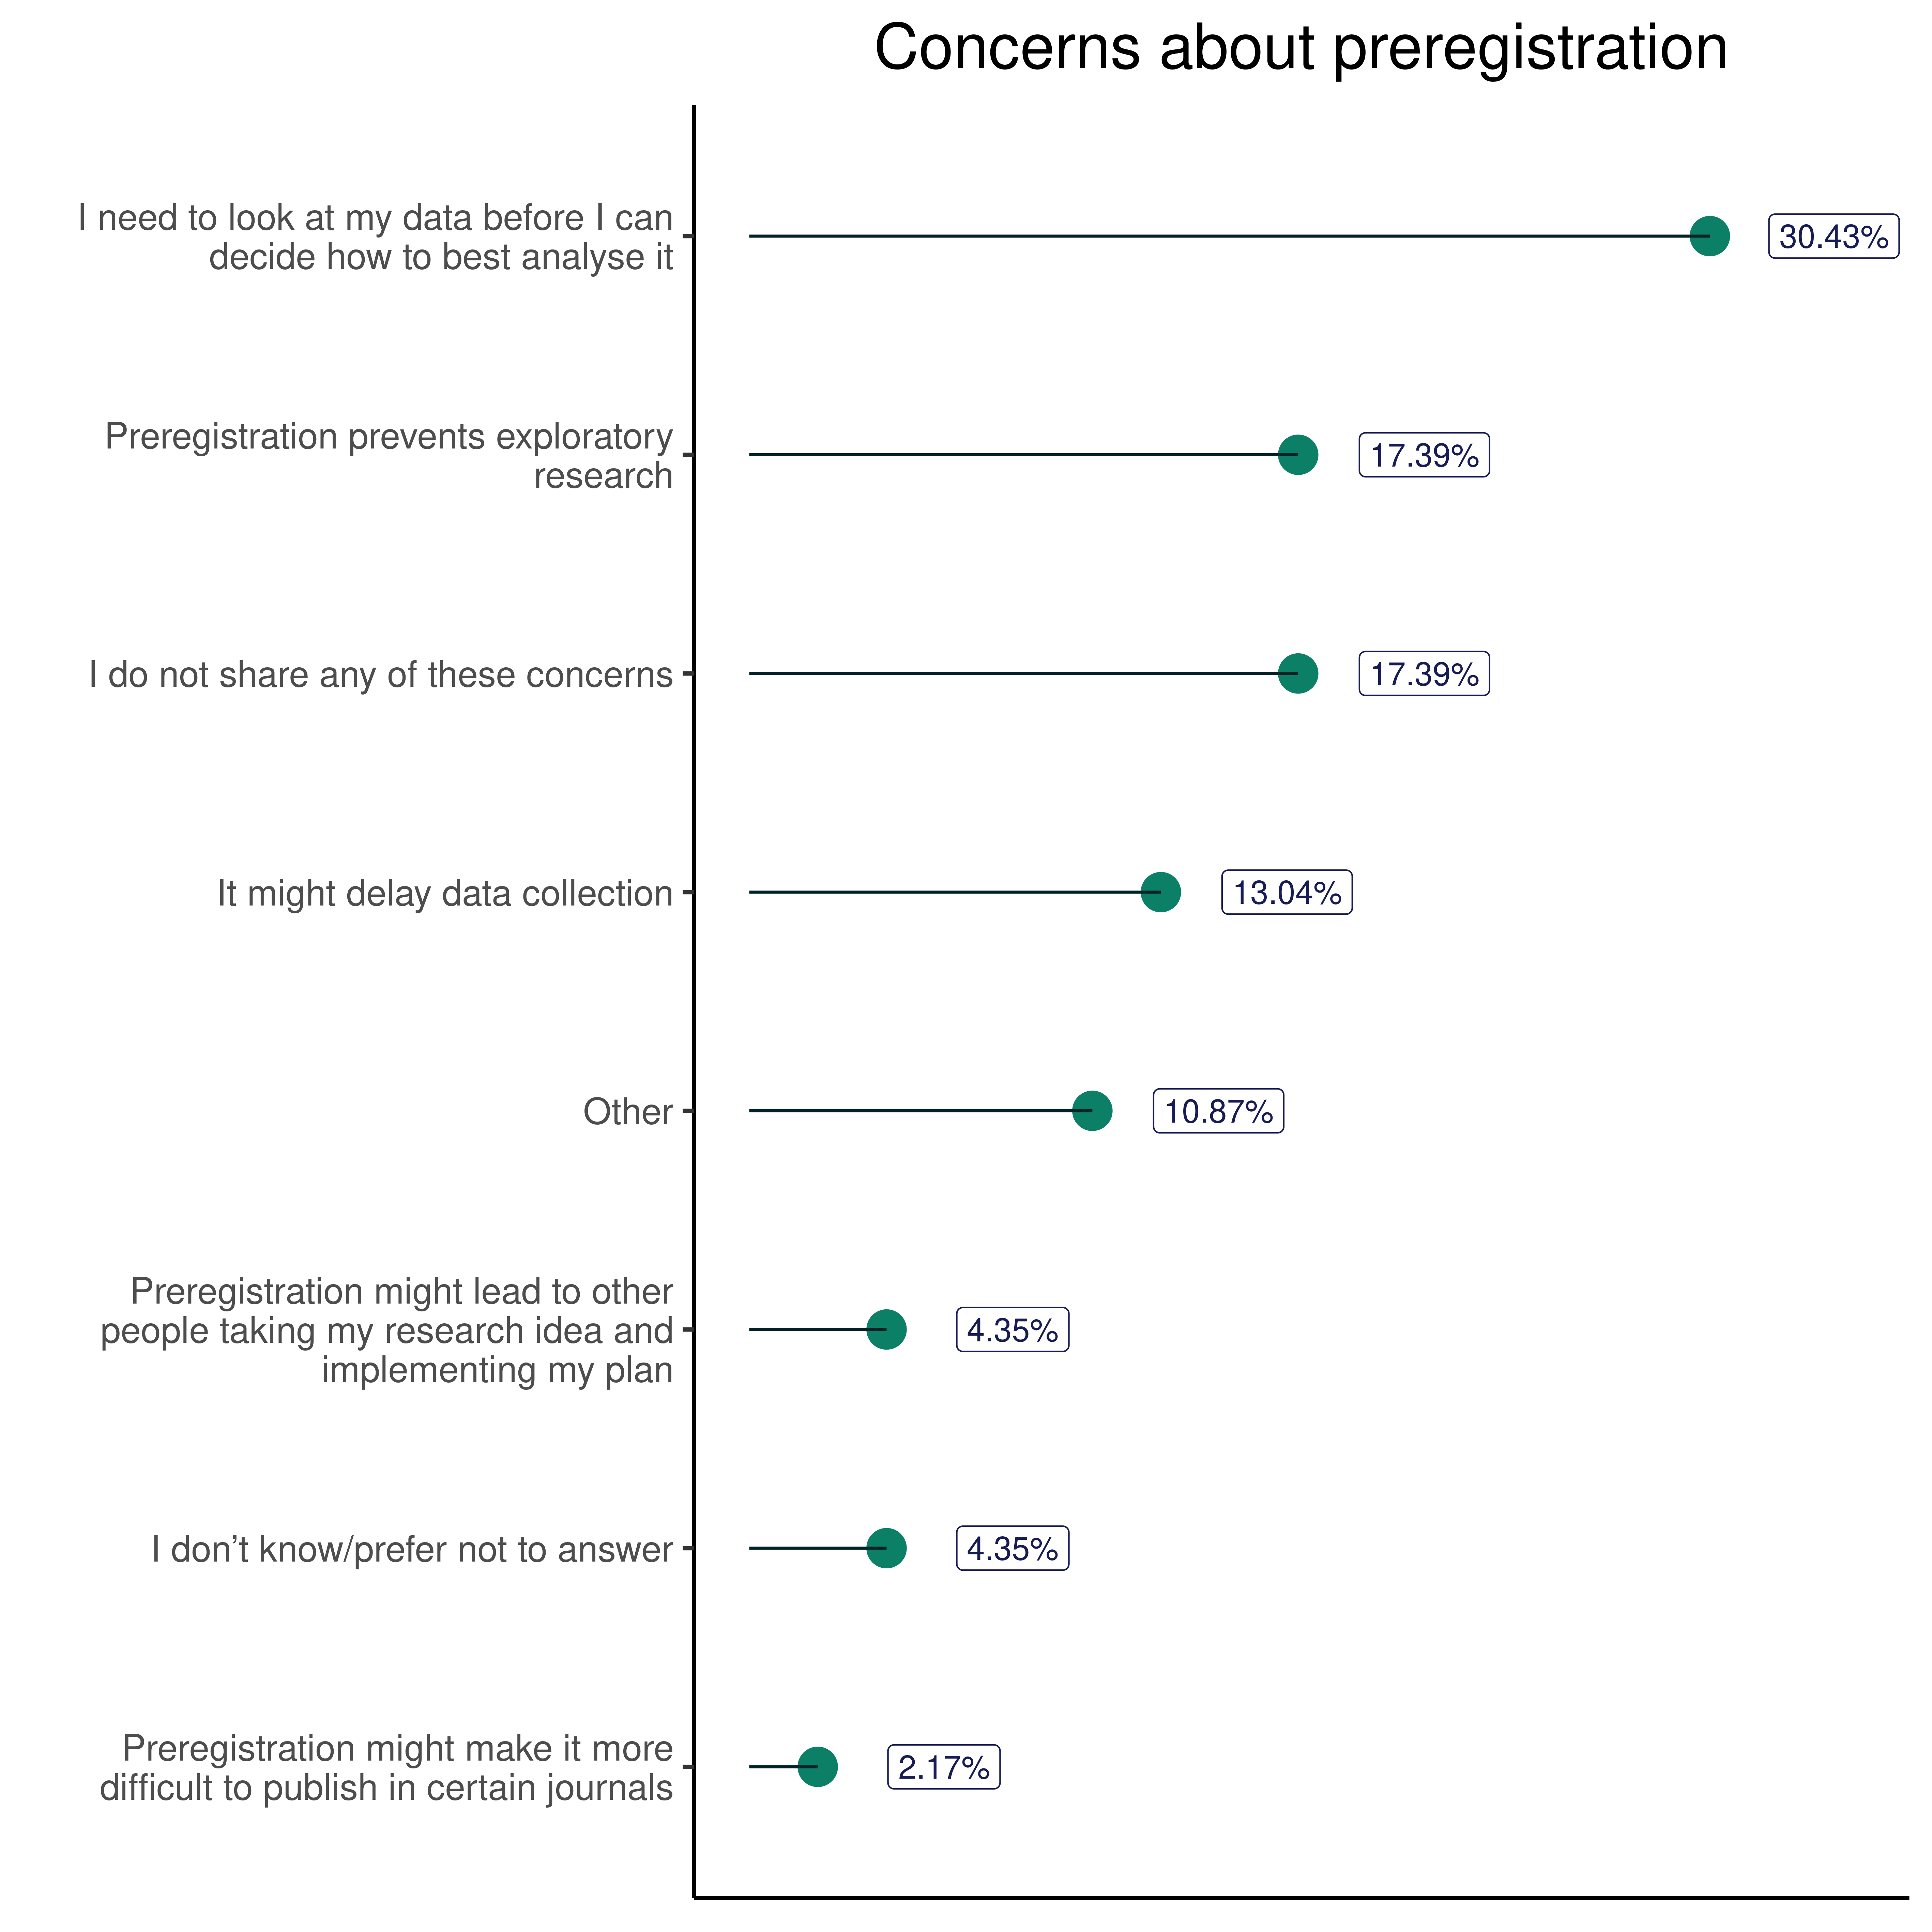 Concerns about preregistration
I need to look at my data before I can
decide how to best analyse it
30.43%
Preregistration prevents exploratory
research
17.39%
I do not share any of these concerns
17.39%
It might delay data collection
13.04%
Other
10.87%
Preregistration might lead to other
people taking my research idea and
implementing my plan
4.35%
I don’t know/prefer not to answer
4.35%
Preregistration might make it more
difficult to publish in certain journals
2.17%